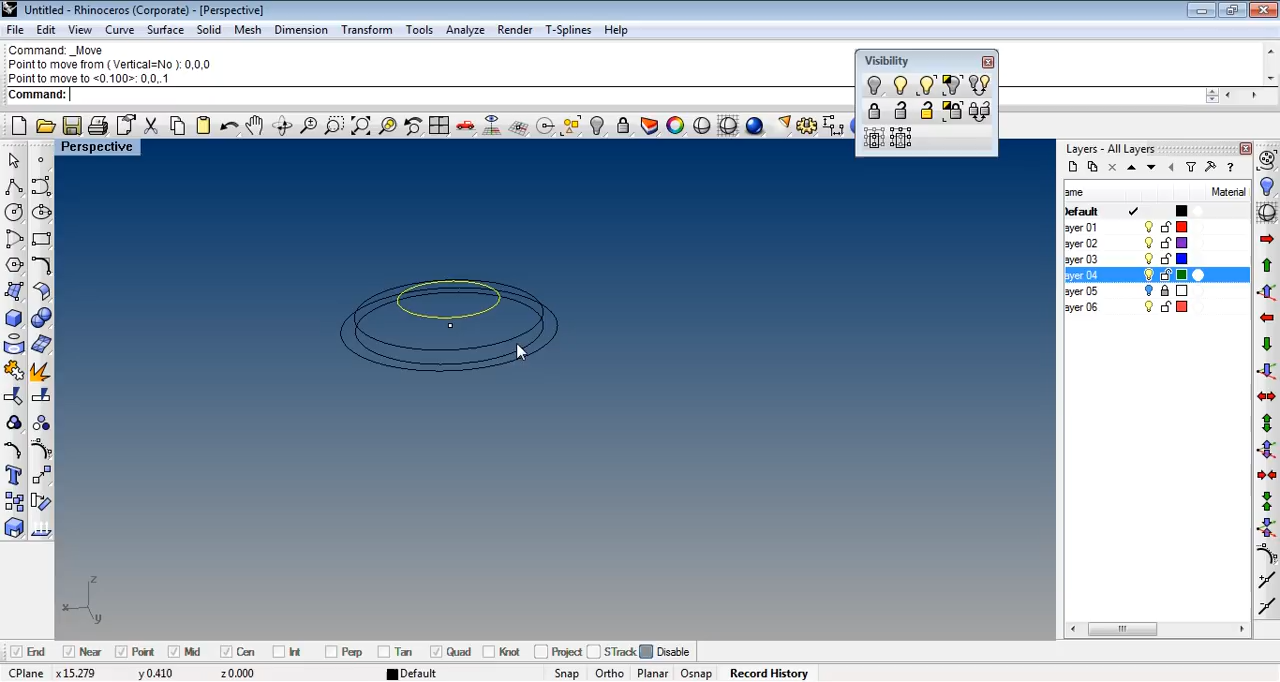 Untitled - Rhinoceros (Corporate) - [Perspective]
File Edit View Curve Surface Solid Mesh Dimension Transform Tools Analyze Render T-Splines Help
Command: _Move
Point to move from ( Vertical=No ): 0,0,0
Point to move to <0.100>: 0,0,.1
Command:
Visibility
Perspective
Layers - All Layers
ame Material
Default
ayer 01
ayer 02
ayer 03
ayer 04
ayer 05
ayer 06
z
x
y
End Near Point Mid Cen Int Perp Tan Quad Knot Project STrack Disable
CPlane x 15.279 y 0.410 z 0.000 Default Snap Ortho Planar Osnap Record History